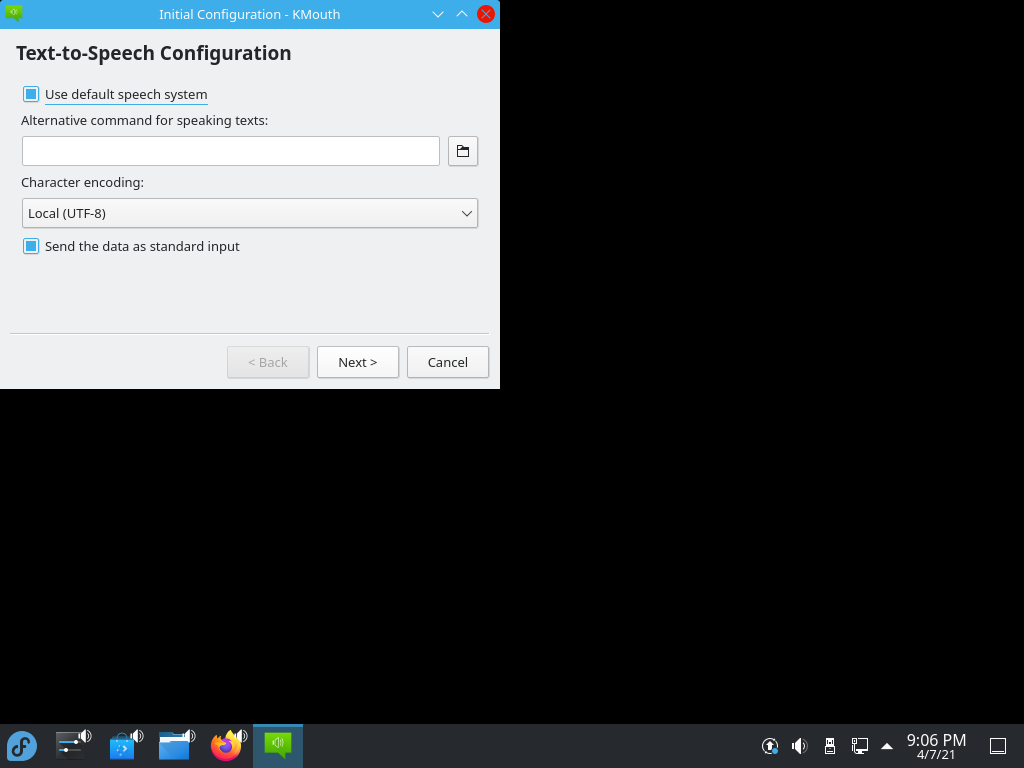 Initial Configuration - KMouth
Text-to-Speech Configuration
Use default speech system
Alternative command for speaking texts:
Character encoding:
Local (UTF-8)
Send the data as standard input
< Back
Next >
Cancel
9:06 PM
4/7/21